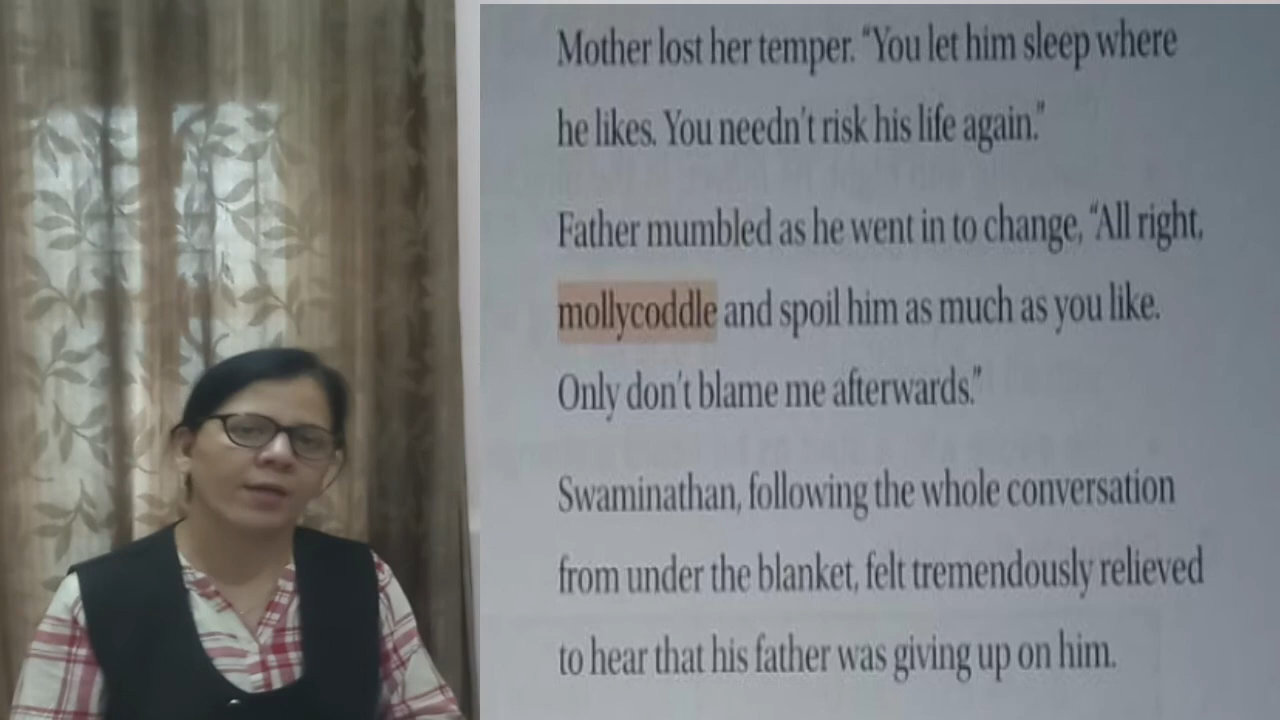 Mother lost her temper. “You let him sleep where
he likes. You needn't risk his life again.”
Father mumbled as he went in to change, “All right,
mollycoddle and spoil him as much as you like.
Only don't blame me afterwards.”
Swaminathan, following the whole conversation
from under the blanket, felt tremendously relieved
to hear that his father was giving up on him.